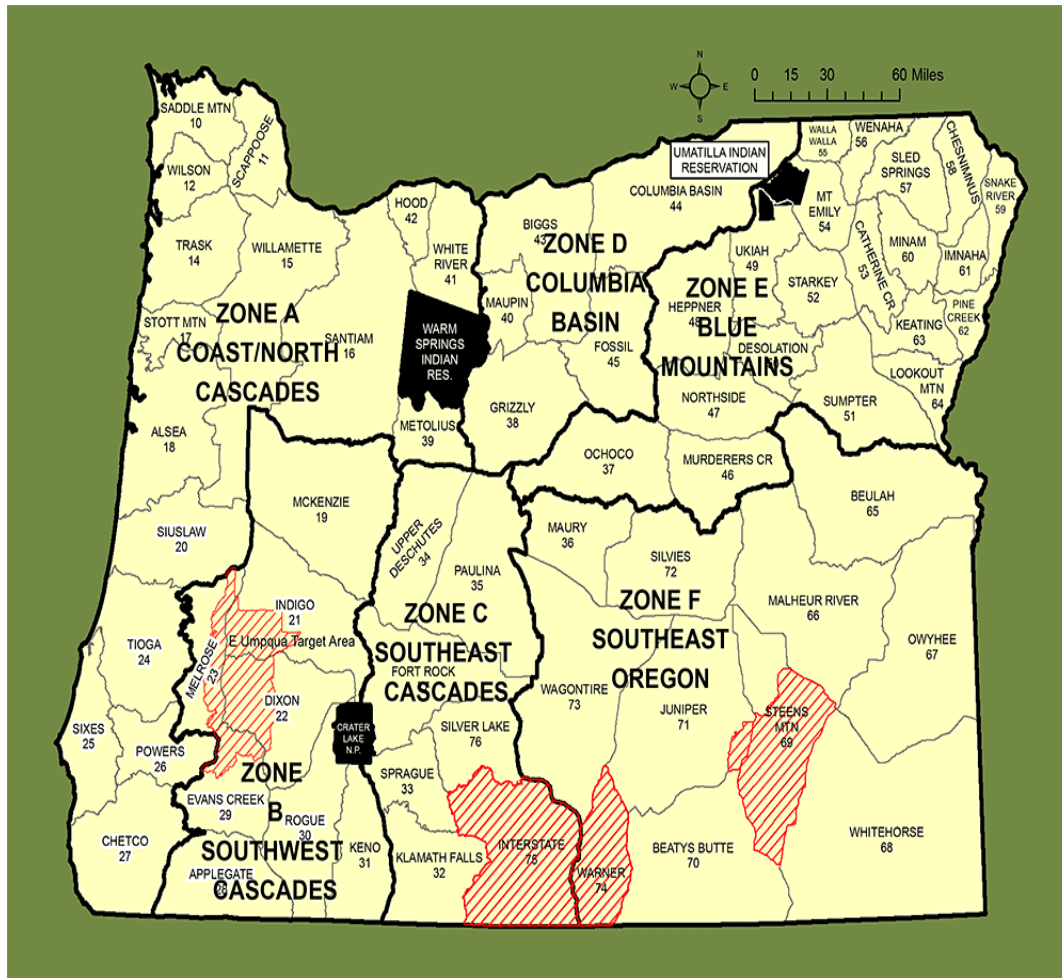 N
W E
S
0 15 30 60 Miles
SADDLE MTN
10
SCAPPOOSE
11
WILSON
12
TRASK
14
WILLAMETTE
15
HOOD
42
WHITE
RIVER
41
STOTT MTN
17
SANTIAM
16
ZONE A
COAST/NORTH
CASCADES
WARM
SPRINGS
INDIAN
RES.
METOLIUS
39
ALSEA
18
BIGGS
43
ZONE D
COLUMBIA
BASIN
MAUPIN
40
COLUMBIA BASIN
44
UMATILLA INDIAN
RESERVATION
FOSSIL
45
GRIZZLY
38
WALLA
WALLA
55
WENAHA
56
SLED
SPRINGS
57
CHESNIMNUS
58
SNAKE
RIVER
59
MT
EMILY
54
UKIAH
49
STARKEY
52
CATHERINE CR
53
MINAM
60
IMNAHA
61
PINE
CREEK
62
KEATING
63
LOOKOUT
MTN
64
HEPPNER
48
ZONE E
BLUE
MOUNTAINS
DESOLATION
NORTHSIDE
47
SUMPTER
51
OCHOCO
37
MURDERERS CR
46
BEULAH
65
MCKENZIE
19
SIUSLAW
20
UPPER
DESCHUTES
34
PAULINA
35
MAURY
36
SILVIES
72
MALHEUR RIVER
66
OWYHEE
67
INDIGO
21
E Umpqua Target Area
TIOGA
24
MELROSE
23
DIXON
22
ZONE C
SOUTHEAST
CASCADES
FORT ROCK
SILVER LAKE
76
CRATER
LAKE
N.P.
ZONE F
SOUTHEAST
OREGON
WAGONTIRE
73
JUNIPER
71
STEENS
MTN
69
SIXES
25
POWERS
26
SPRAGUE
33
ZONE
B
SOUTHWEST
CASCADES
EVANS CREEK
29
ROGUE
30
CHETCO
27
APPLEGATE
KENO
31
KLAMATH FALLS
32
INTERSTATE
75
WARNER
74
BEATYS BUTTE
70
WHITEHORSE
68